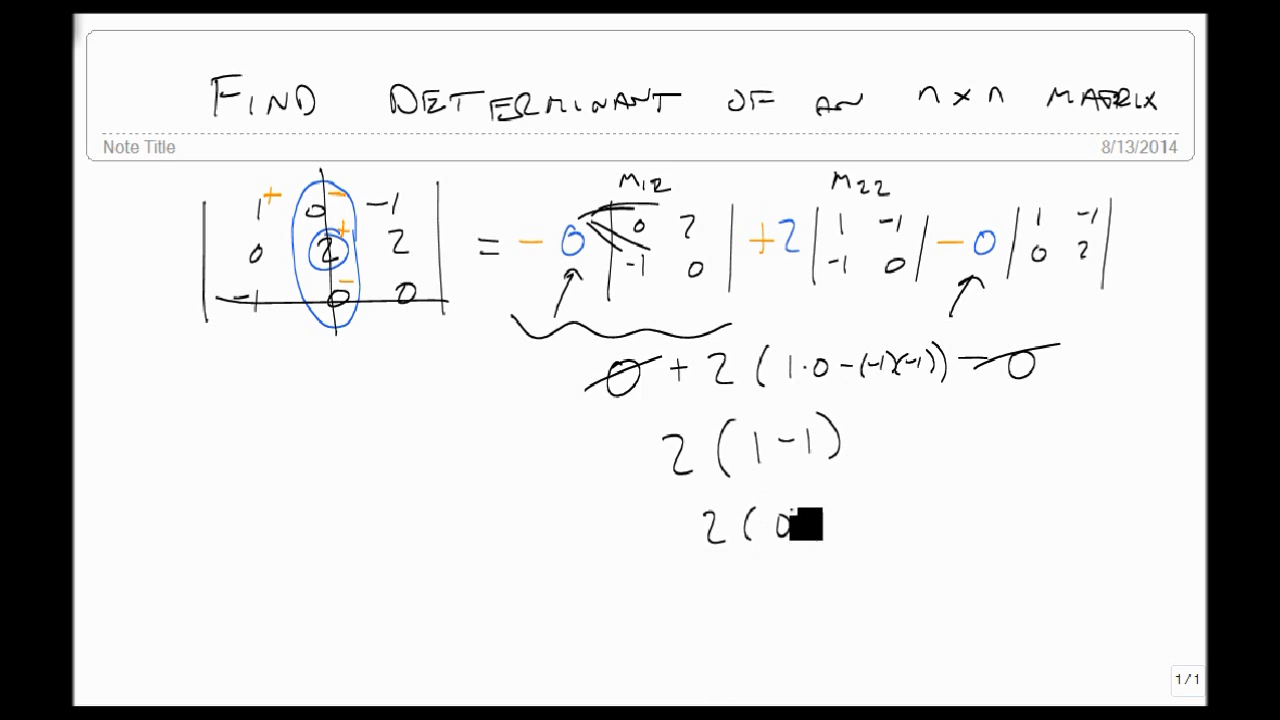 FIND DETERMINANT OF AN n x n MATRIX
Note Title 8/13/2014
M12 M22
| 1+ 0- -1 | = - 0 | 0 2 | + 2 | 1 -1 | - 0 | 1 -1 |
| 0 2+ 2 | | -1 0 | | -1 0 | | 0 2 |
| -1 0- 0 |
0 + 2 (1·0 - (-1)(-1)) - 0
2 (1 - 1)
2 ( 0
1/1